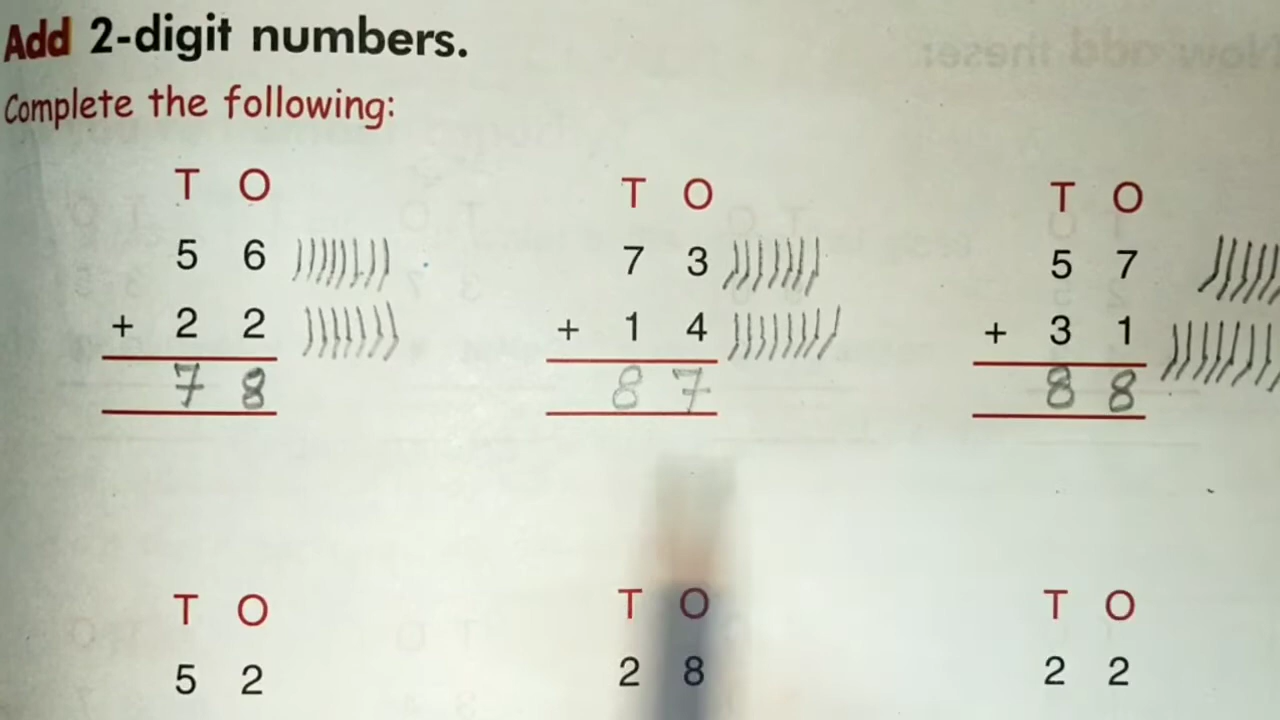 Add 2-digit numbers.
Complete the following:
T O T O T O
5 6 7 3 5 7
+ 2 2 + 1 4 + 3 1
7 8 8 7 8 8
T O T O T O
5 2 2 8 2 2